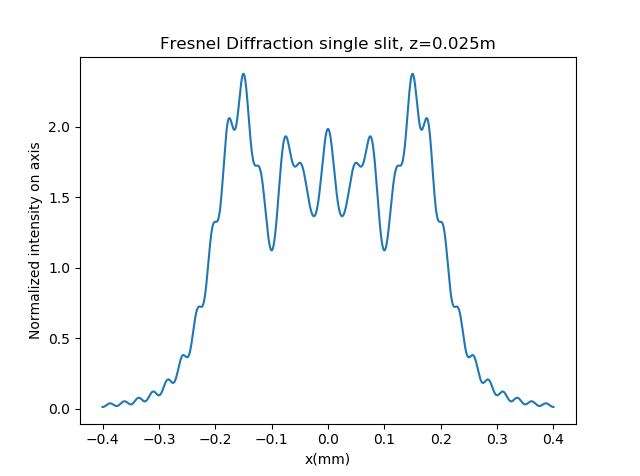 Fresnel Diffraction single slit, z=0.025m
Normalized intensity on axis
2.0
1.5
1.0
0.5
0.0
−0.4 −0.3 −0.2 −0.1 0.0 0.1 0.2 0.3 0.4
x(mm)